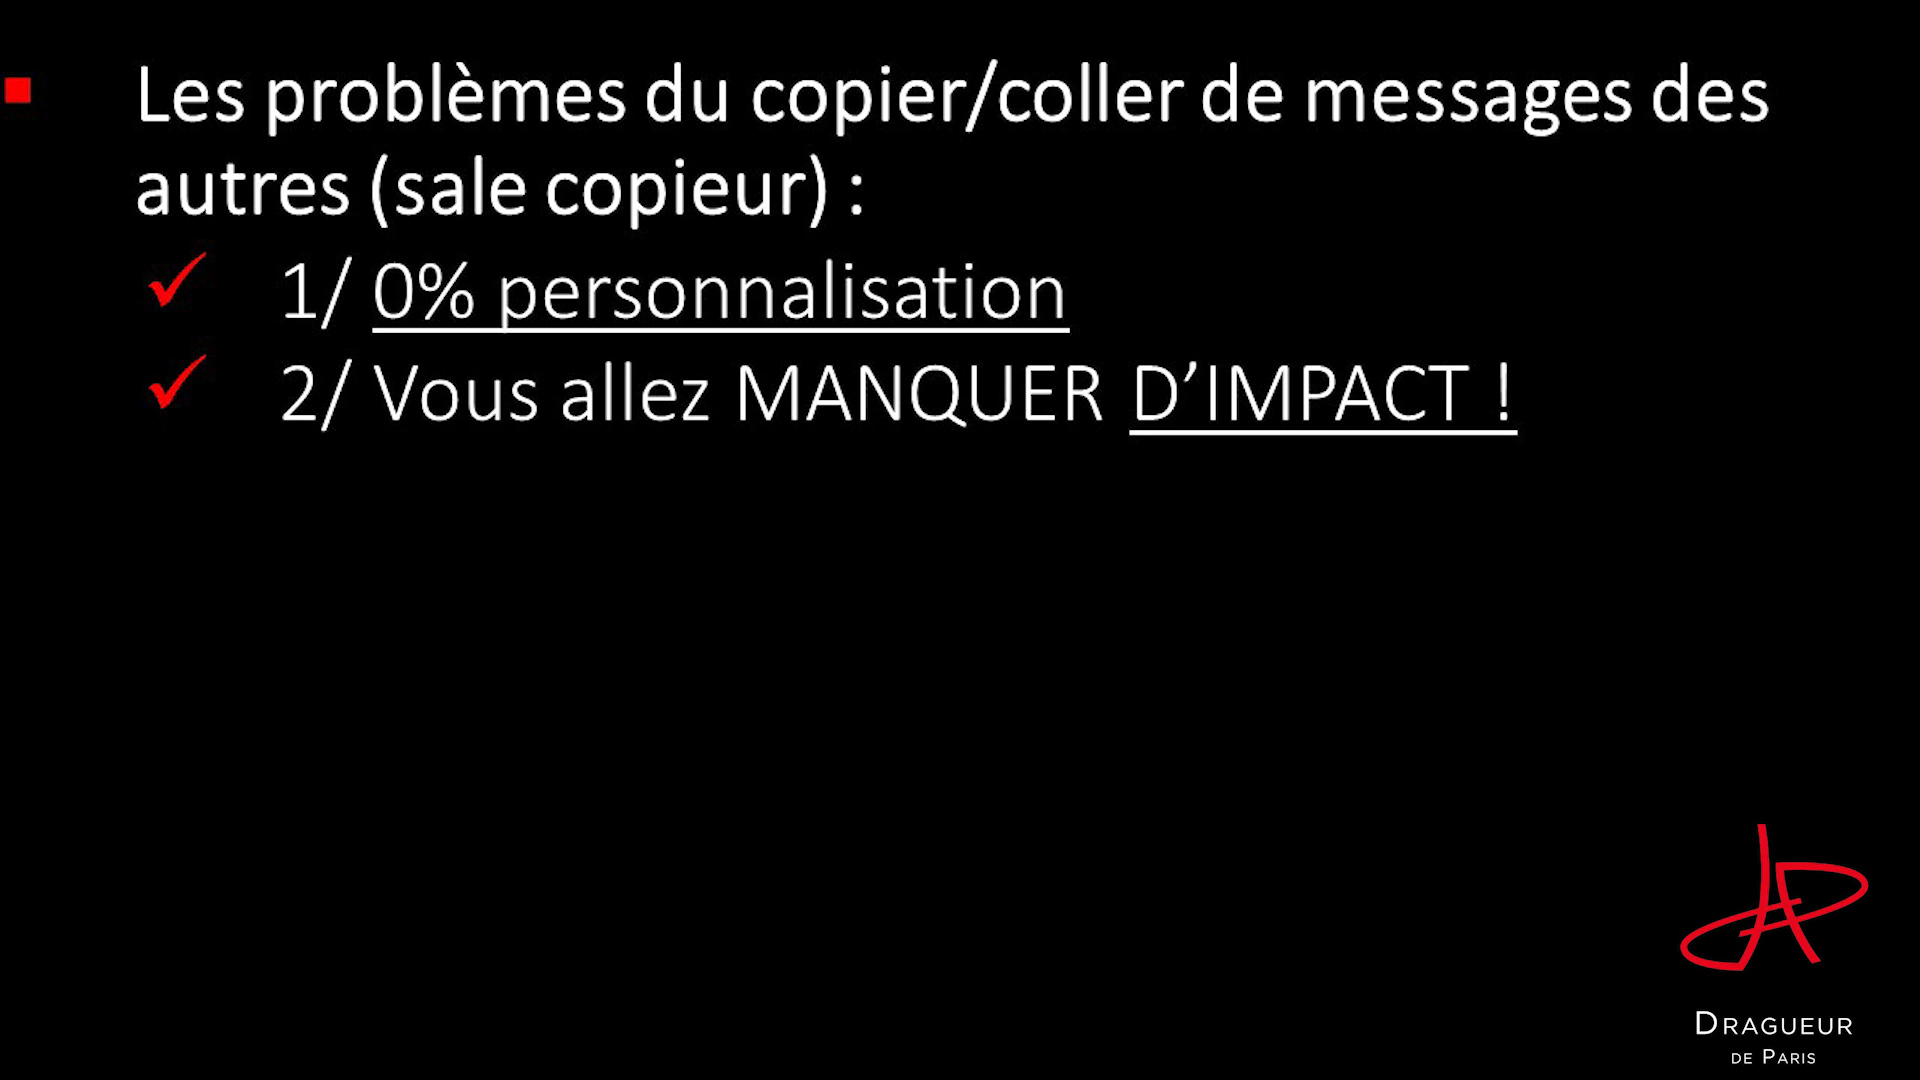 Les problèmes du copier/coller de messages des
autres (sale copieur) :
1/ 0% personnalisation
2/ Vous allez MANQUER D’IMPACT !
DRAGUEUR
DE PARIS